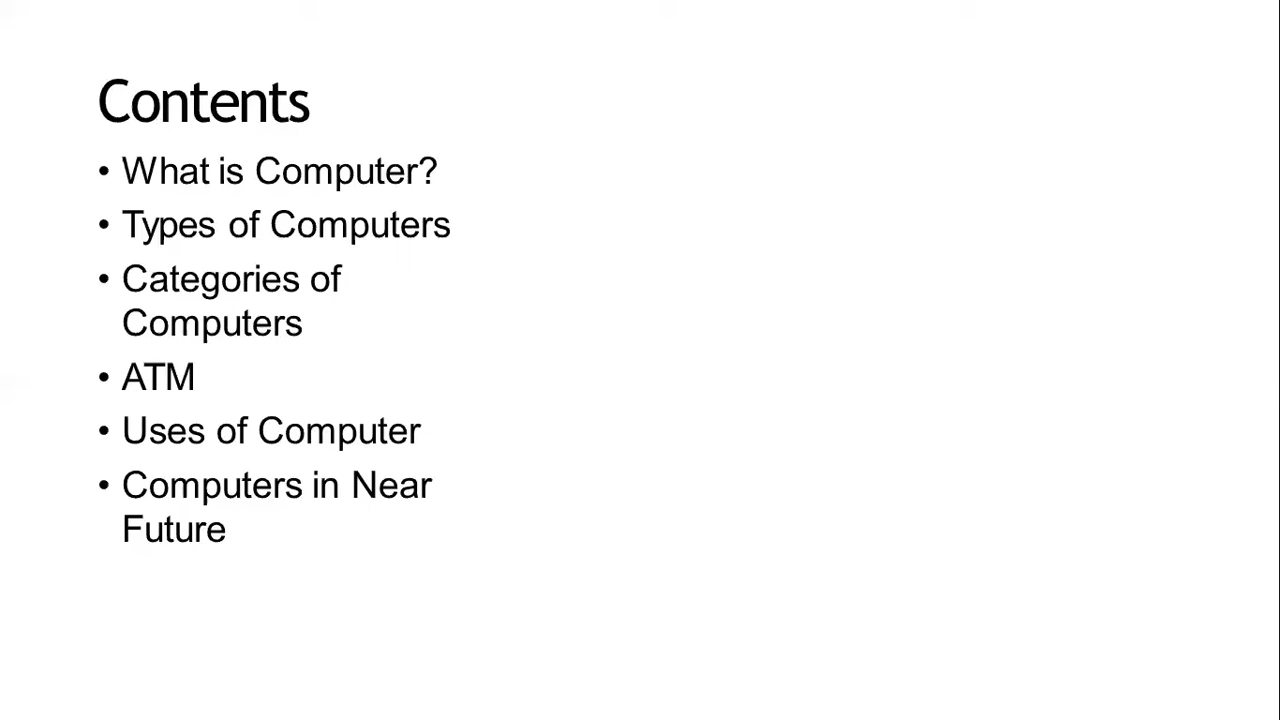 Contents
• What is Computer?
• Types of Computers
• Categories of
Computers
• ATM
• Uses of Computer
• Computers in Near
Future